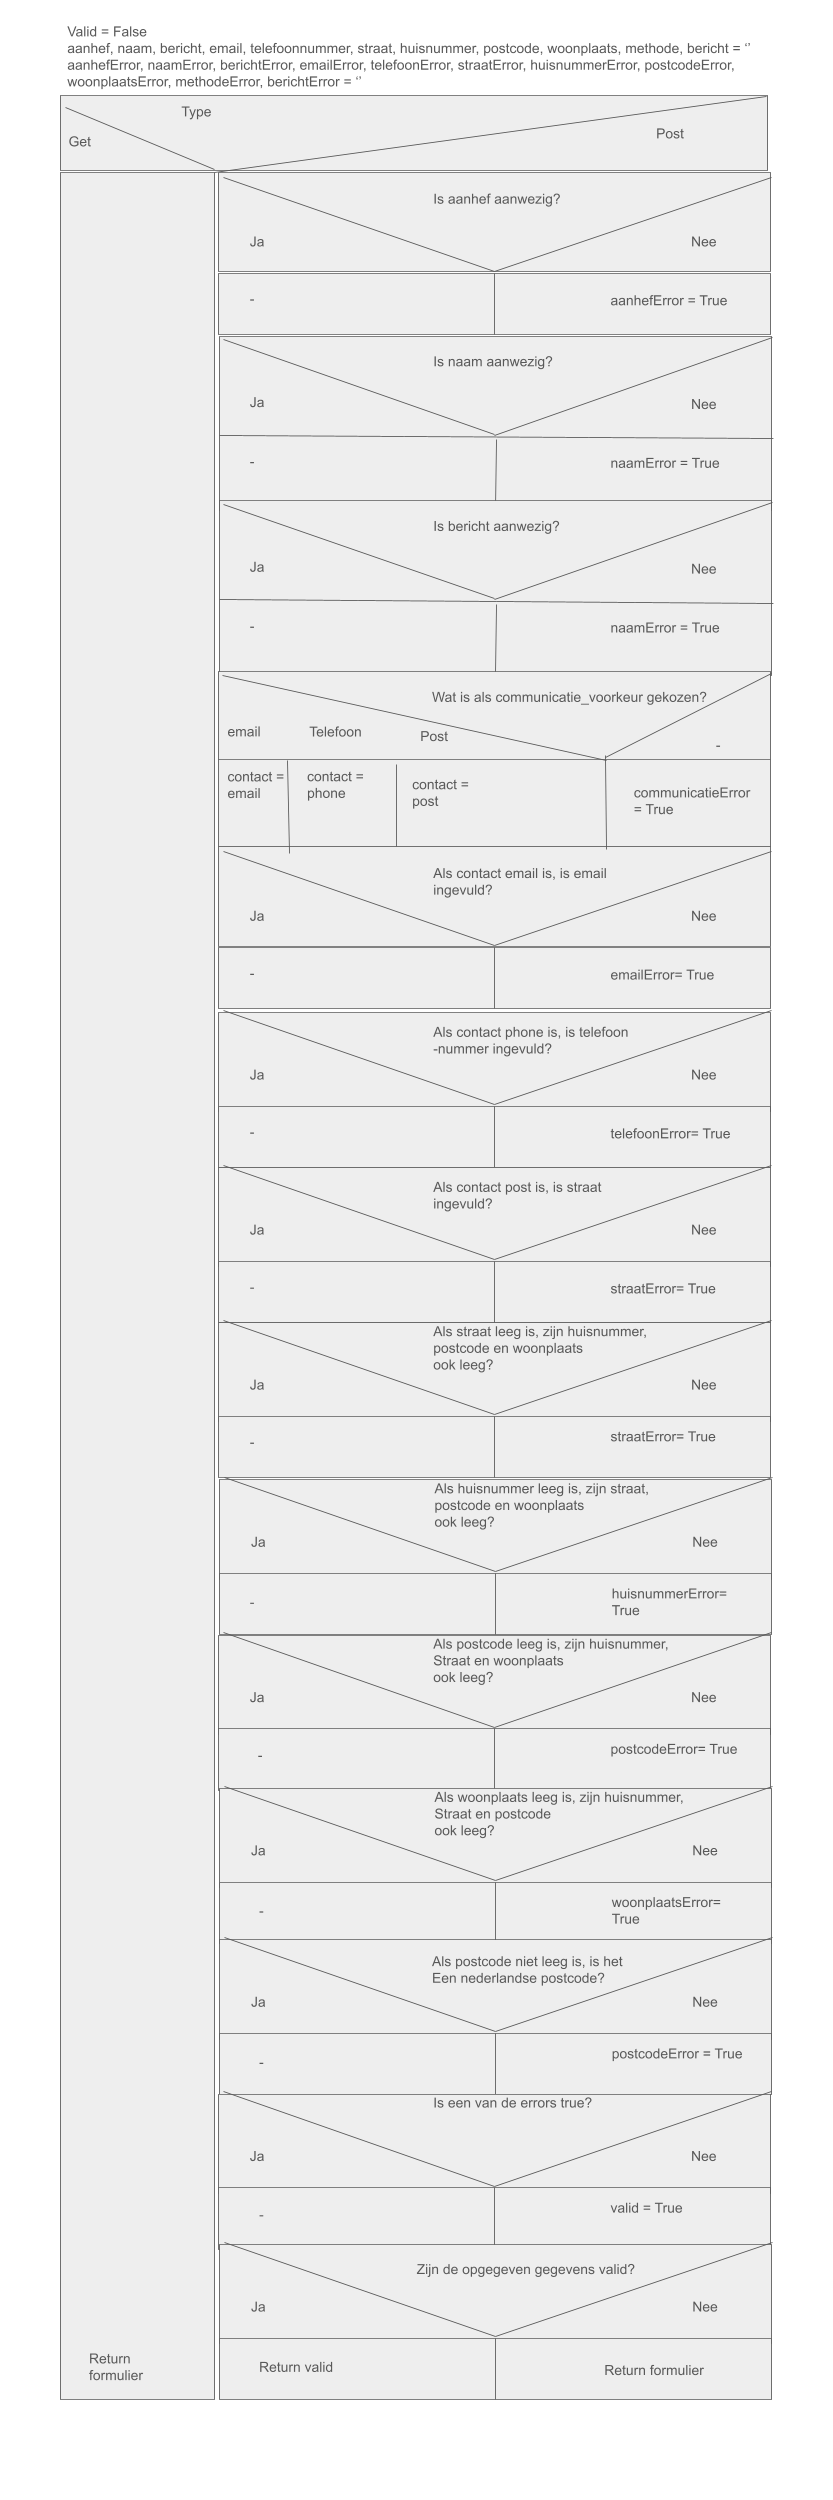 Valid = False
aanhef, naam, bericht, email, telefoonnummer, straat, huisnummer, postcode, woonplaats, methode, bericht = ‘’
aanhefError, naamError, berichtError, emailError, telefoonError, straatError, huisnummerError, postcodeError,
woonplaatsError, methodeError, berichtError = ‘’
Type
Get
Post
Is aanhef aanwezig?
Ja
Nee
-
aanhefError = True
Is naam aanwezig?
Ja
Nee
-
naamError = True
Is bericht aanwezig?
Ja
Nee
-
naamError = True
Wat is als communicatie_voorkeur gekozen?
email
Telefoon
Post
-
contact =
email
contact =
phone
contact =
post
communicatieError
= True
Als contact email is, is email
ingevuld?
Ja
Nee
-
emailError= True
Als contact phone is, is telefoon
-nummer ingevuld?
Ja
Nee
-
telefoonError= True
Als contact post is, is straat
ingevuld?
Ja
Nee
-
straatError= True
Als straat leeg is, zijn huisnummer,
postcode en woonplaats
ook leeg?
Ja
Nee
-
straatError= True
Als huisnummer leeg is, zijn straat,
postcode en woonplaats
ook leeg?
Ja
Nee
-
huisnummerError=
True
Als postcode leeg is, zijn huisnummer,
Straat en woonplaats
ook leeg?
Ja
Nee
-
postcodeError= True
Als woonplaats leeg is, zijn huisnummer,
Straat en postcode
ook leeg?
Ja
Nee
-
woonplaatsError=
True
Als postcode niet leeg is, is het
Een nederlandse postcode?
Ja
Nee
-
postcodeError = True
Is een van de errors true?
Ja
Nee
-
valid = True
Zijn de opgegeven gegevens valid?
Ja
Nee
Return
formulier
Return valid
Return formulier